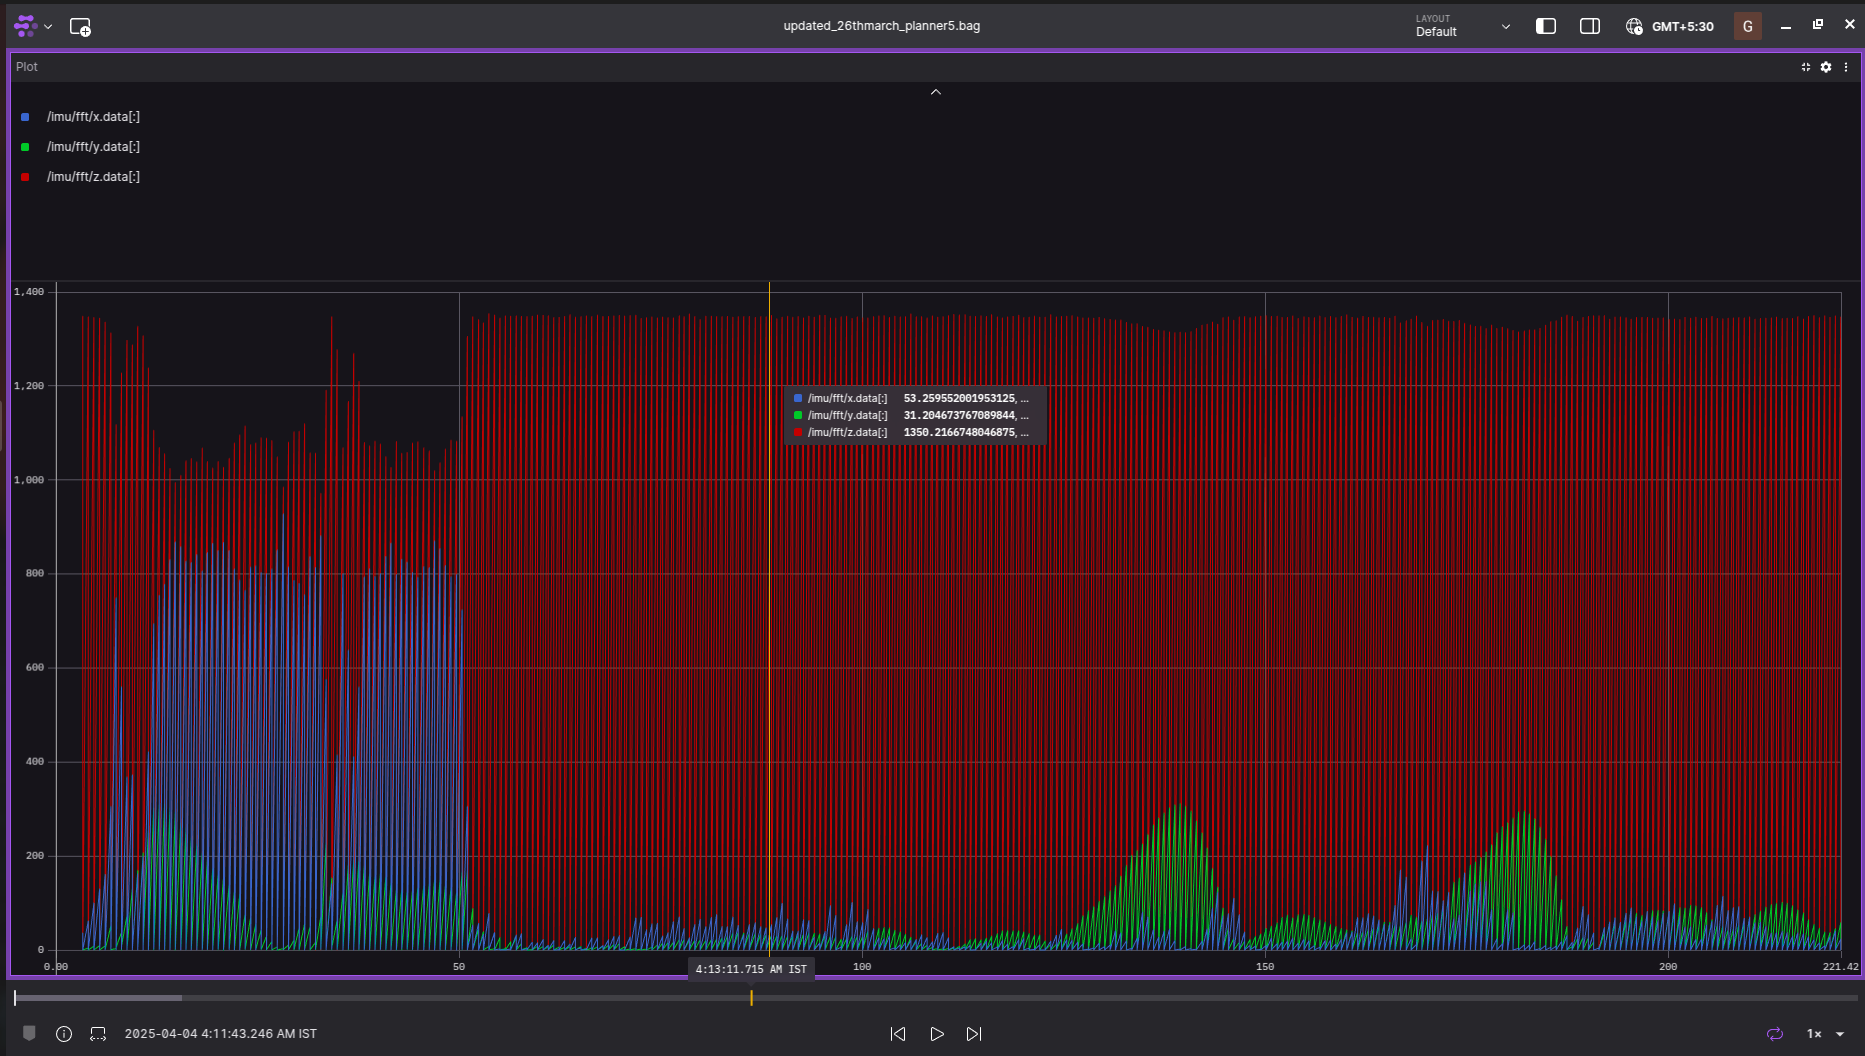 updated_26thmarch_planner5.bag
LAYOUT
Default
GMT+5:30
G
Plot
/imu/fft/x.data[:]
/imu/fft/y.data[:]
/imu/fft/z.data[:]
1,400
1,200
1,000
800
600
400
200
0
/imu/fft/x.data[:] 53.259552001953125, ...
/imu/fft/y.data[:] 31.204673767089844, ...
/imu/fft/z.data[:] 1350.2166748046875, ...
0.00 50 100 150 200 221.42
4:13:11.715 AM IST
2025-04-04 4:11:43.246 AM IST
1×